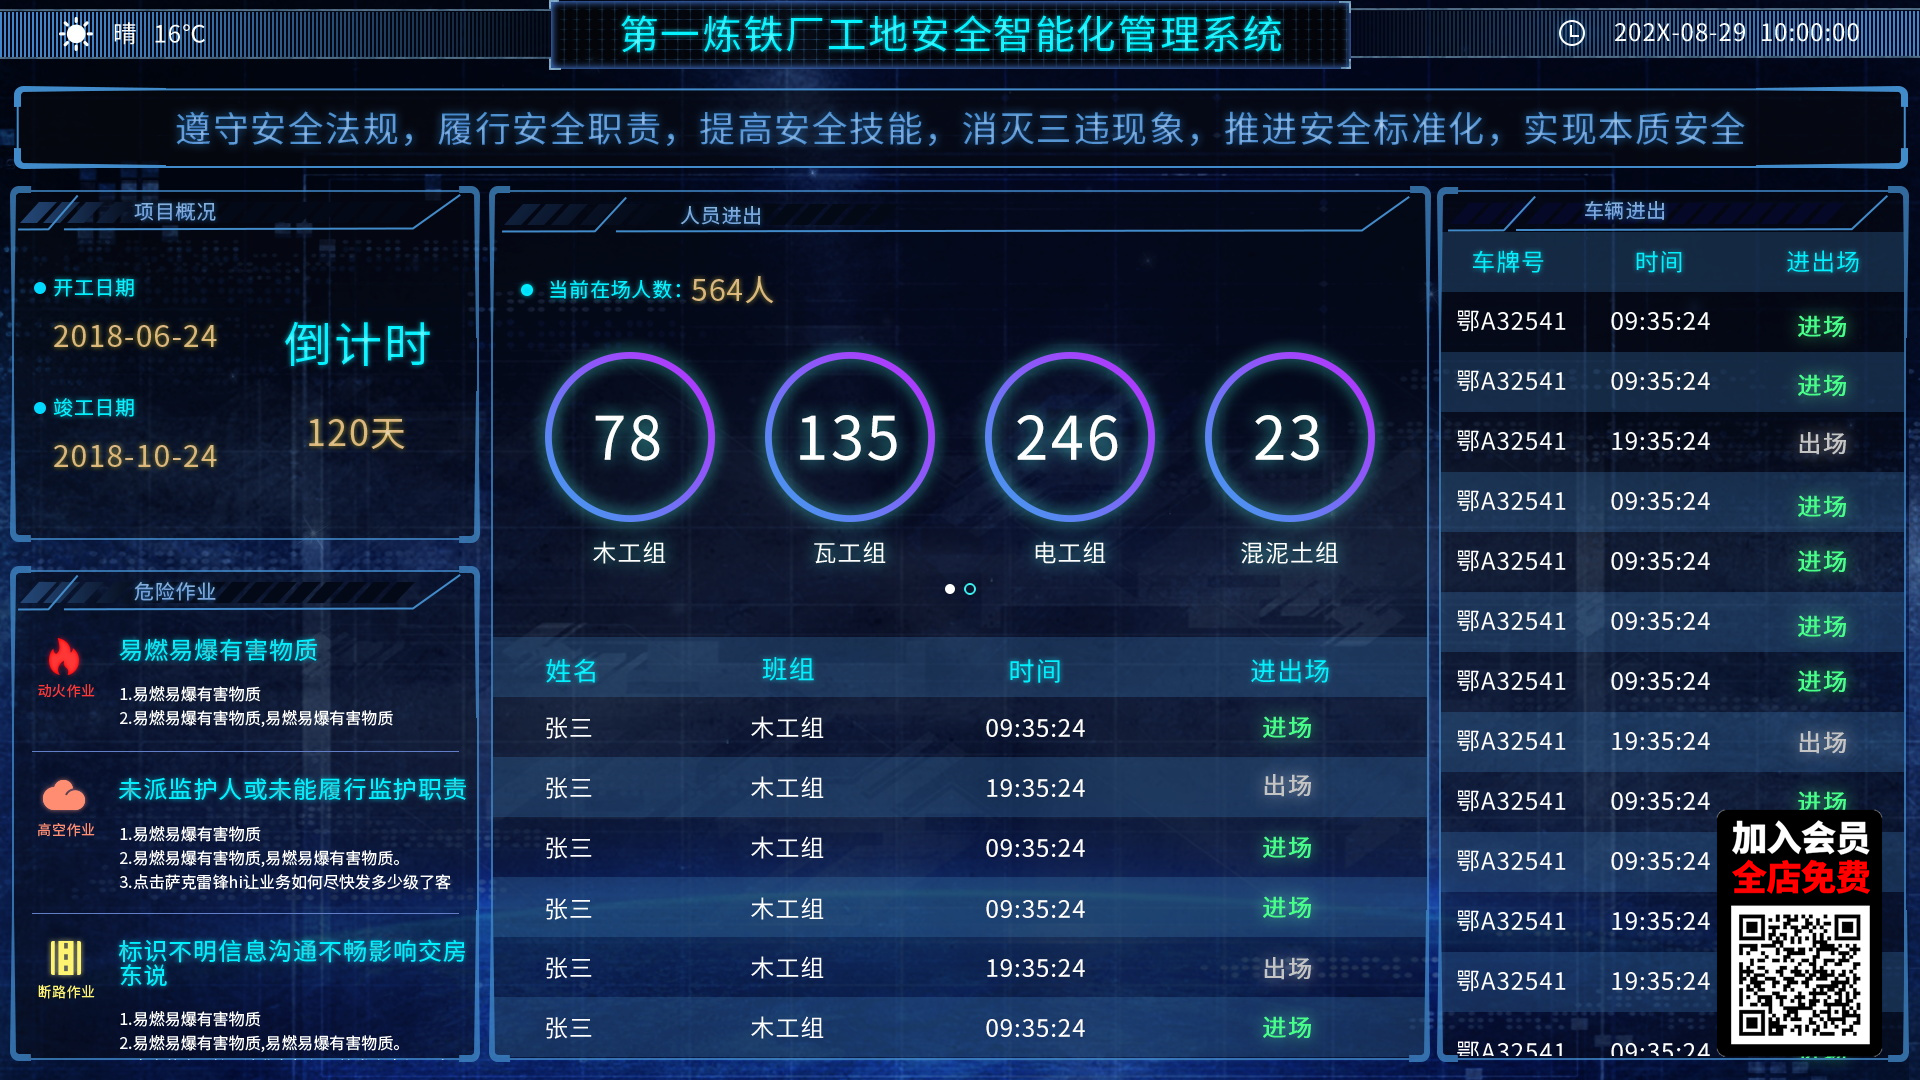 晴 16℃
第一炼铁厂工地安全智能化管理系统
202X-08-29 10:00:00
遵守安全法规，履行安全职责，提高安全技能，消灭三违现象，推进安全标准化，实现本质安全
项目概况
开工日期
2018-06-24
竣工日期
2018-10-24
倒计时
120天
危险作业
动火作业
易燃易爆有害物质
1.易燃易爆有害物质
2.易燃易爆有害物质,易燃易爆有害物质
高空作业
未派监护人或未能履行监护职责
1.易燃易爆有害物质
2.易燃易爆有害物质,易燃易爆有害物质。
3.点击萨克雷锋hi让业务如何尽快发多少级了客
断路作业
标识不明信息沟通不畅影响交房
东说
1.易燃易爆有害物质
2.易燃易爆有害物质,易燃易爆有害物质。
人员进出
当前在场人数：564人
78 135 246 23
木工组 瓦工组 电工组 混泥土组
姓名 班组 时间 进出场
张三 木工组 09:35:24 进场
张三 木工组 19:35:24 出场
张三 木工组 09:35:24 进场
张三 木工组 09:35:24 进场
张三 木工组 19:35:24 出场
张三 木工组 09:35:24 进场
车辆进出
车牌号 时间 进出场
鄂A32541 09:35:24 进场
鄂A32541 09:35:24 进场
鄂A32541 19:35:24 出场
鄂A32541 09:35:24 进场
鄂A32541 09:35:24 进场
鄂A32541 09:35:24 进场
鄂A32541 09:35:24 进场
鄂A32541 19:35:24 出场
鄂A32541 09:35:24 进场
鄂A32541 09:35:24
鄂A32541 19:35:24
鄂A32541 19:35:24
鄂A32541 09:35:24
加入会员
全店免费